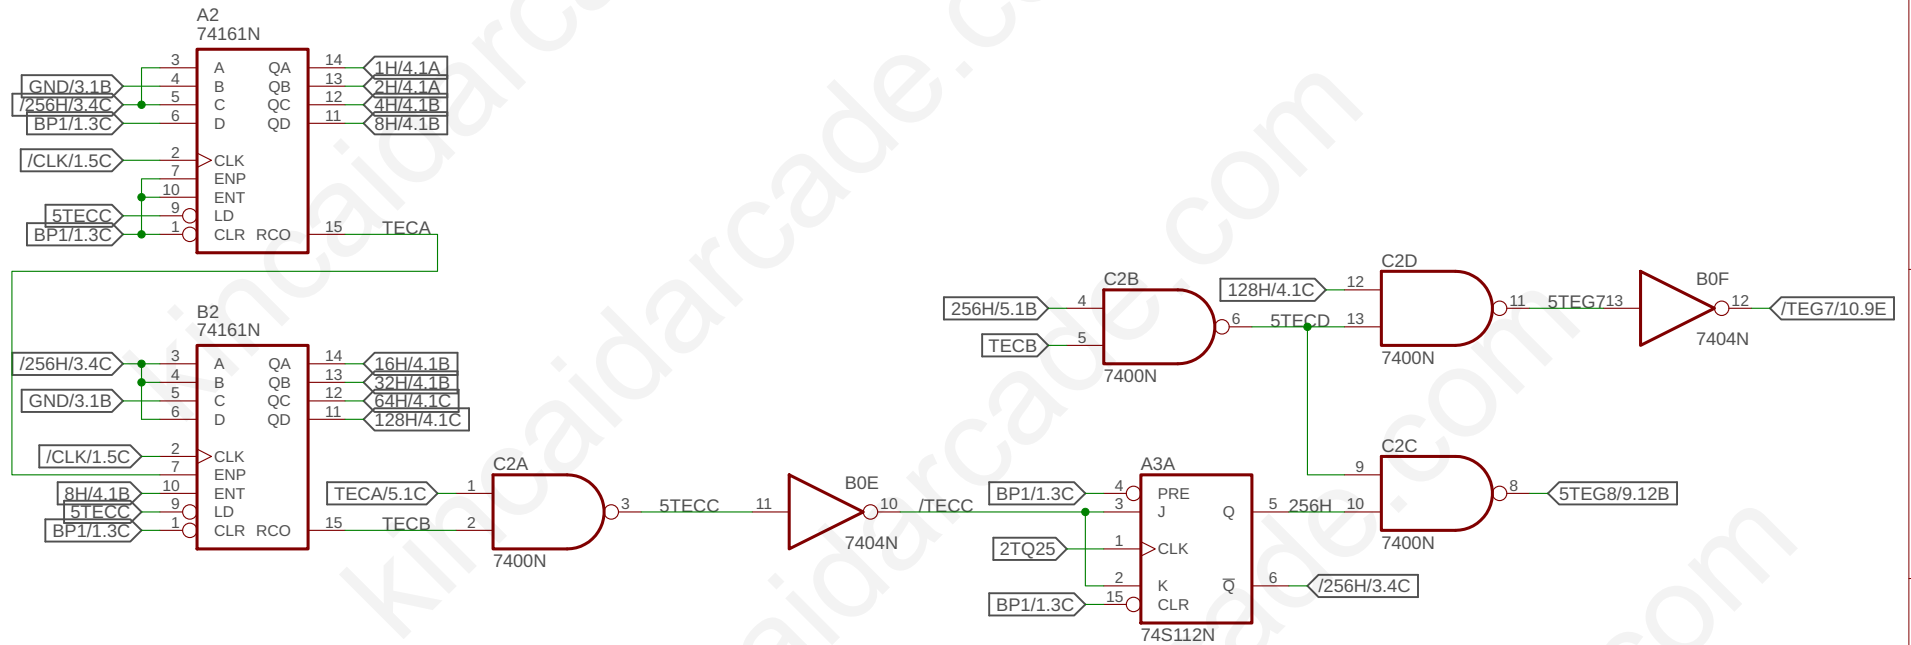 A2
74161N
3 A QA 14 1H/4.1A
GND/3.1B 4 B QB 13 2H/4.1A
/256H/3.4C 5 C QC 12 4H/4.1B
BP1/1.3C 6 D QD 11 8H/4.1B
/CLK/1.5C 2 CLK
7 ENP
10 ENT
5TECC 9 LD
BP1/1.3C 1 CLR RCO 15 TECA
B2
74161N
/256H/3.4C 3 A QA 14 16H/4.1B
4 B QB 13 32H/4.1B
GND/3.1B 5 C QC 12 64H/4.1C
6 D QD 11 128H/4.1C
/CLK/1.5C 2 CLK
7 ENP
8H/4.1B 10 ENT
5TECC 9 LD
BP1/1.3C 1 CLR RCO 15 TECB
C2A
TECA/5.1C 1
2
3 5TECC
7400N
B0E
11 10 /TECC
7404N
A3A
BP1/1.3C 4 PRE
3 J Q 5 256H
2TQ25 1 CLK
2 K Q 6 /256H/3.4C
BP1/1.3C 15 CLR
74S112N
C2B
256H/5.1B 4
TECB 5
6 5TECD
7400N
C2D
128H/4.1C 12
13
11 5TEG7
7400N
B0F
13 12 /TEG7/10.9E
7404N
C2C
9
10
8 5TEG8/9.12B
7400N
kincaidarcade.com
kincaidarcade.com
kincaidarcade.com